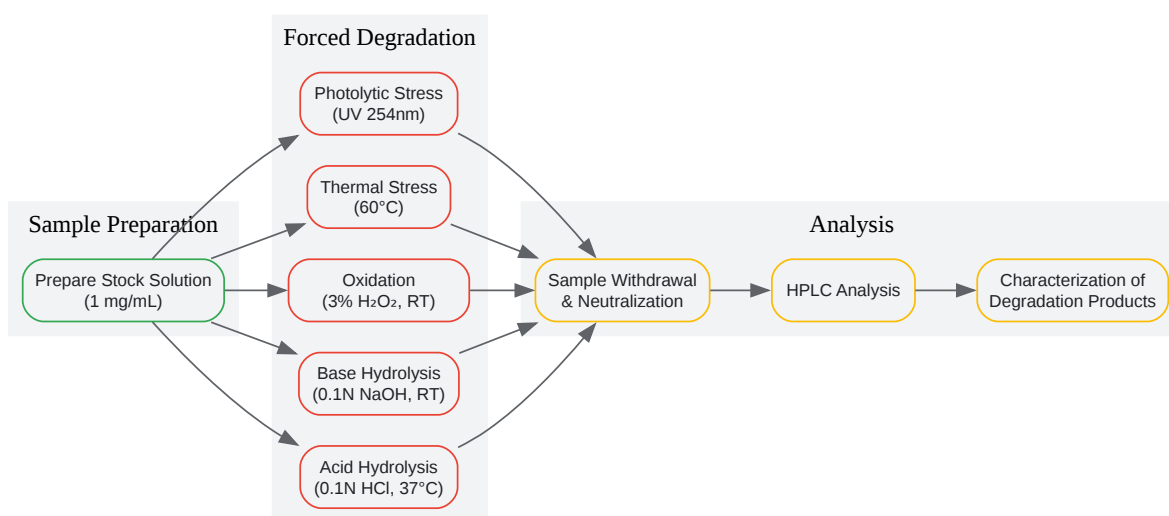 Forced Degradation
Photolytic Stress
(UV 254nm)
Thermal Stress
(60°C)
Sample Preparation
Analysis
Prepare Stock Solution
(1 mg/mL)
Oxidation
(3% H₂O₂, RT)
Sample Withdrawal
& Neutralization
HPLC Analysis
Characterization of
Degradation Products
Base Hydrolysis
(0.1N NaOH, RT)
Acid Hydrolysis
(0.1N HCl, 37°C)